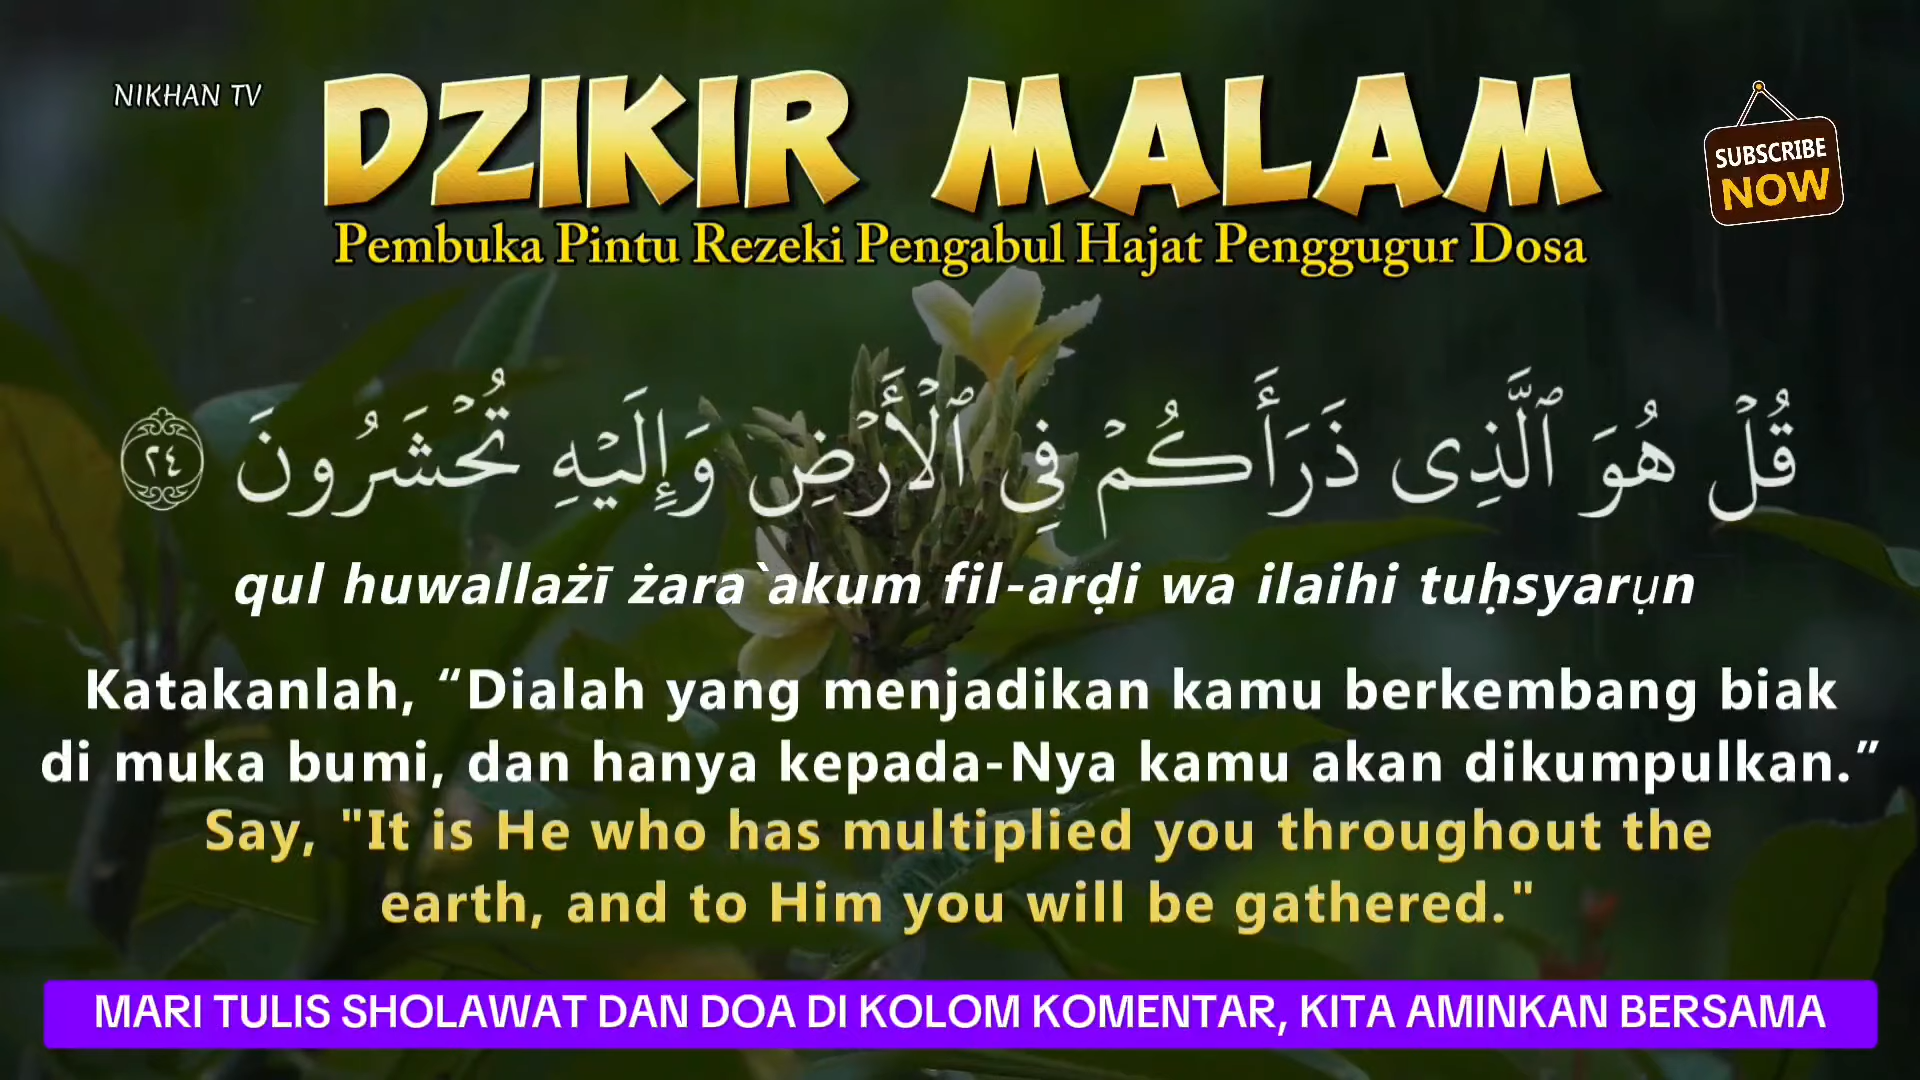 NIKHAN TV
DZIKIR MALAM
SUBSCRIBE
NOW
Pembuka Pintu Rezeki Pengabul Hajat Penggugur Dosa
قُلْ هُوَ ٱلَّذِى ذَرَأَكُمْ فِى ٱلْأَرْضِ وَإِلَيْهِ تُحْشَرُونَ ٢٤
qul huwallażī żara`akum fil-arḍi wa ilaihi tuḥsyarụn
Katakanlah, “Dialah yang menjadikan kamu berkembang biak
di muka bumi, dan hanya kepada-Nya kamu akan dikumpulkan.”
Say, "It is He who has multiplied you throughout the
earth, and to Him you will be gathered."
MARI TULIS SHOLAWAT DAN DOA DI KOLOM KOMENTAR, KITA AMINKAN BERSAMA